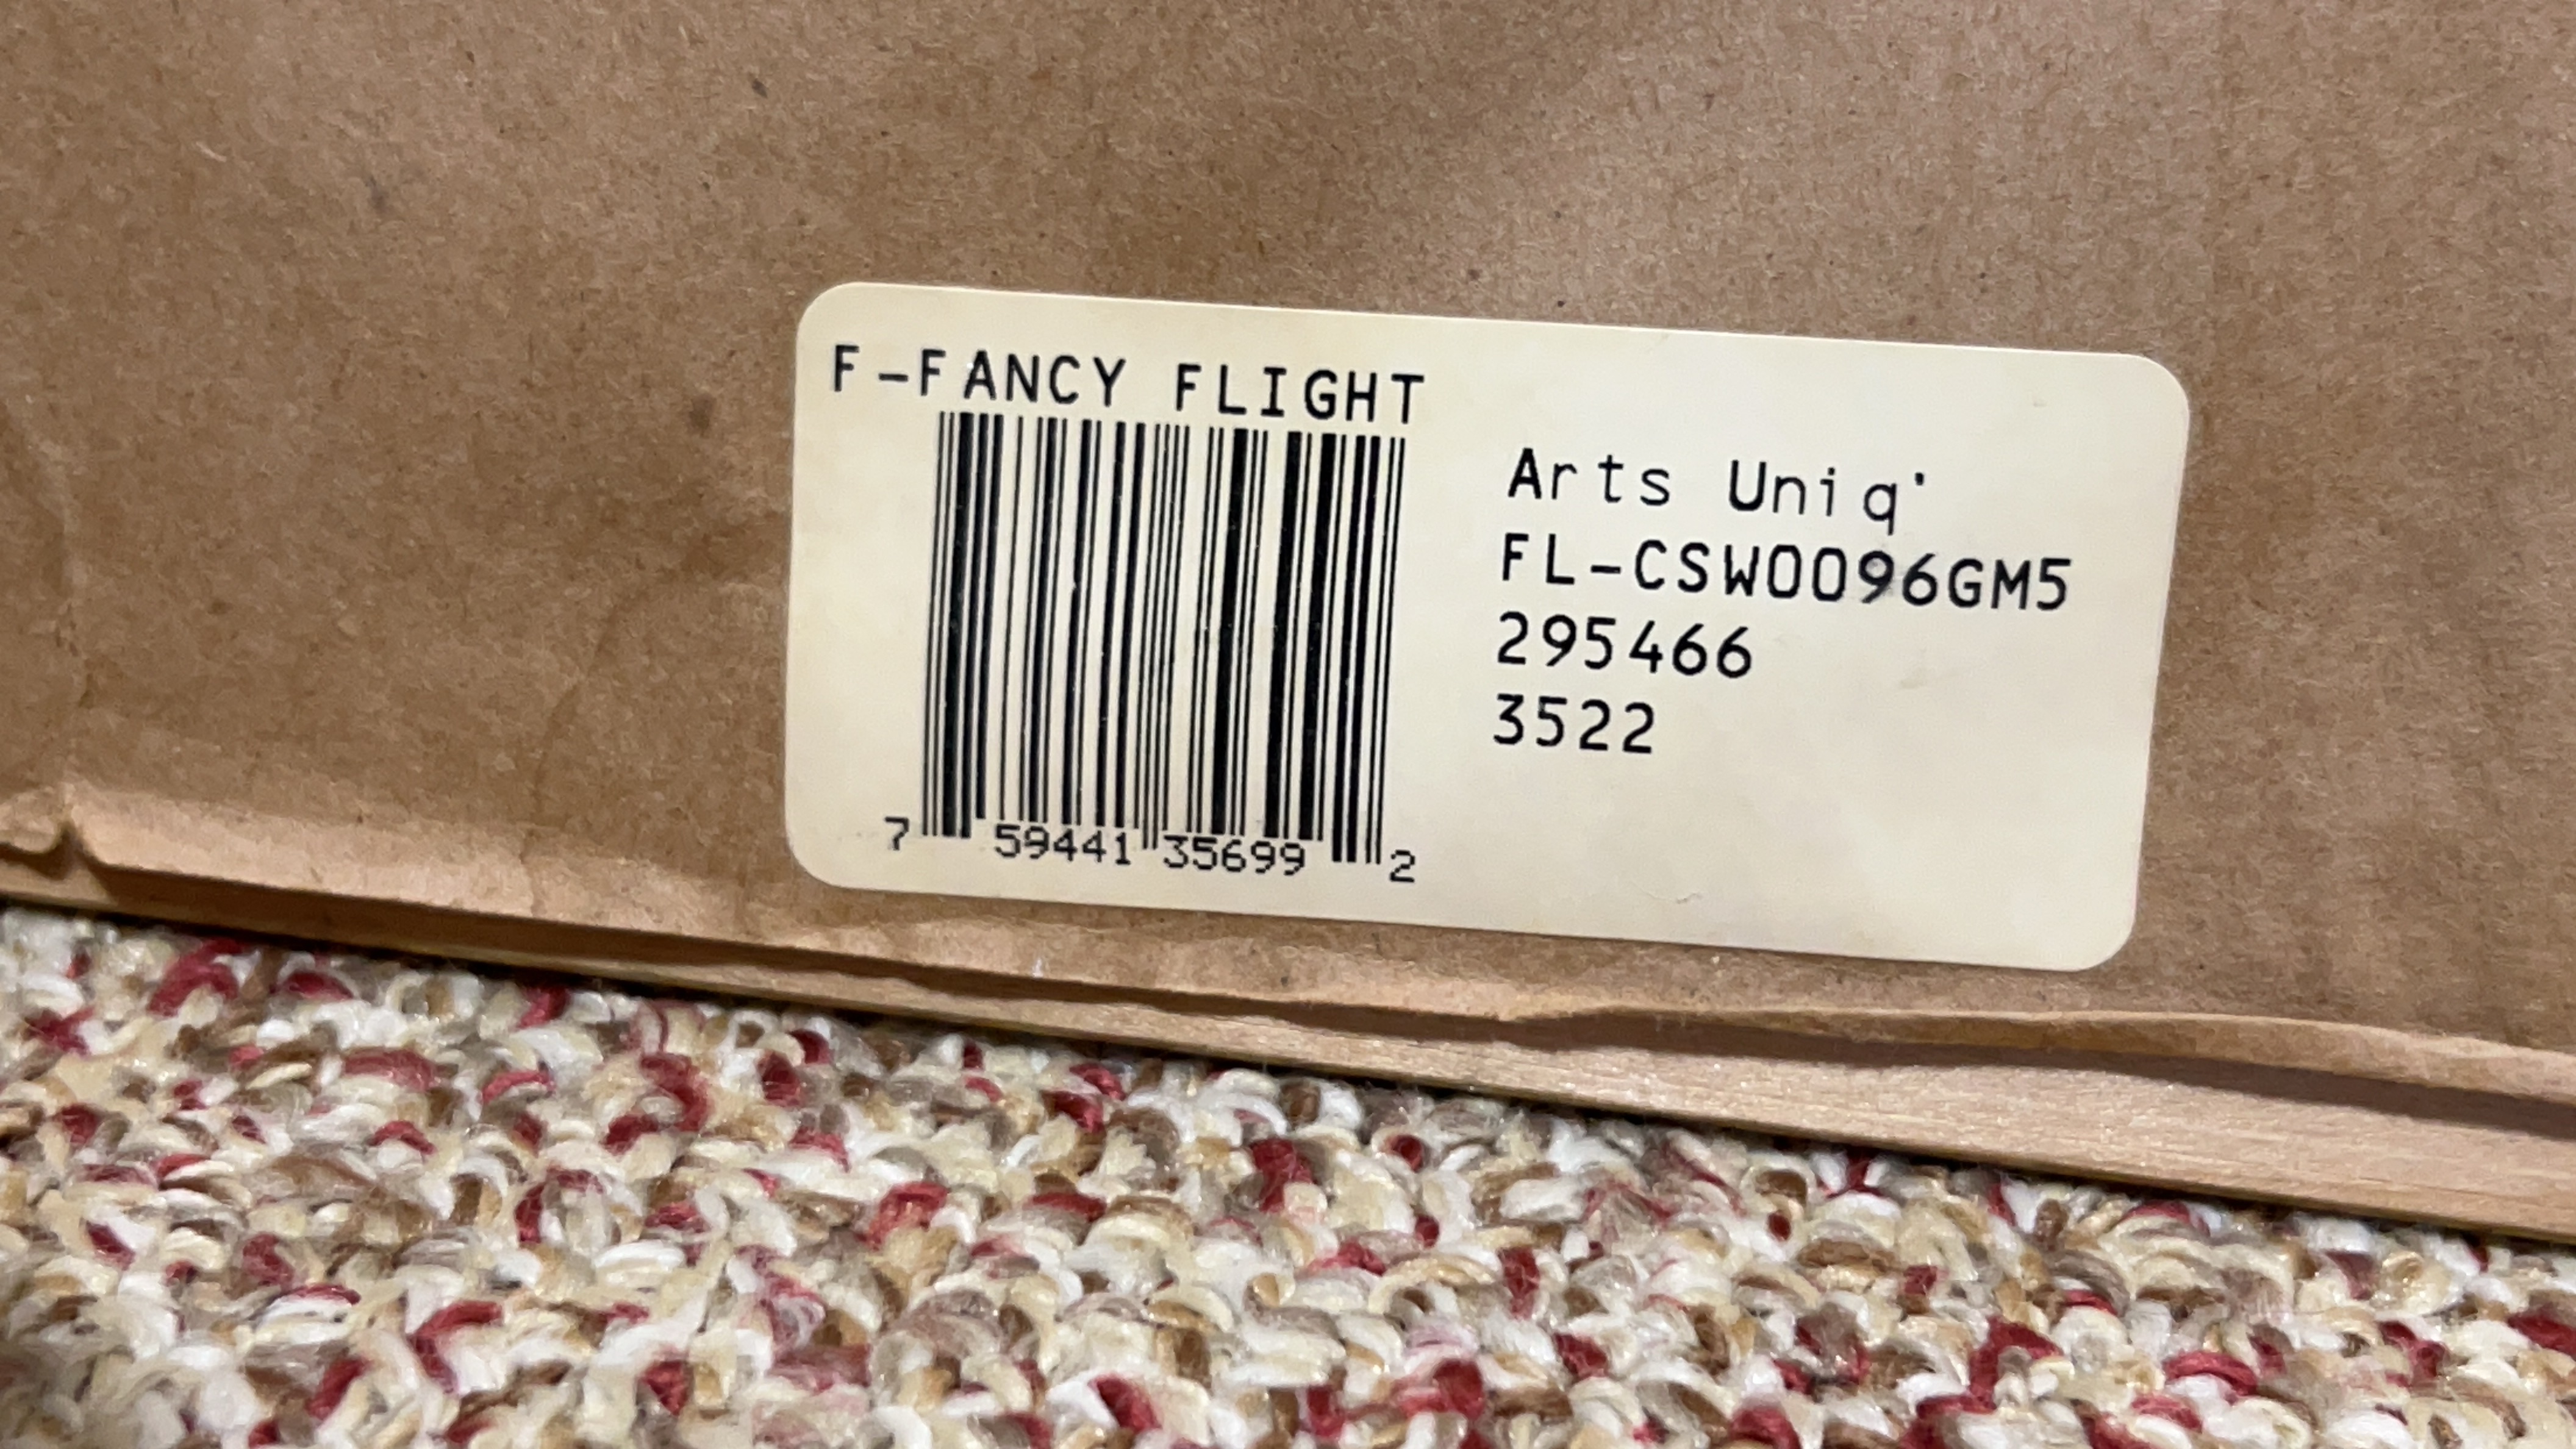 F-FANCY FLIGHT
7 59441 35699 2
Arts Uniq'
FL-CSW0096GM5
295466
3522